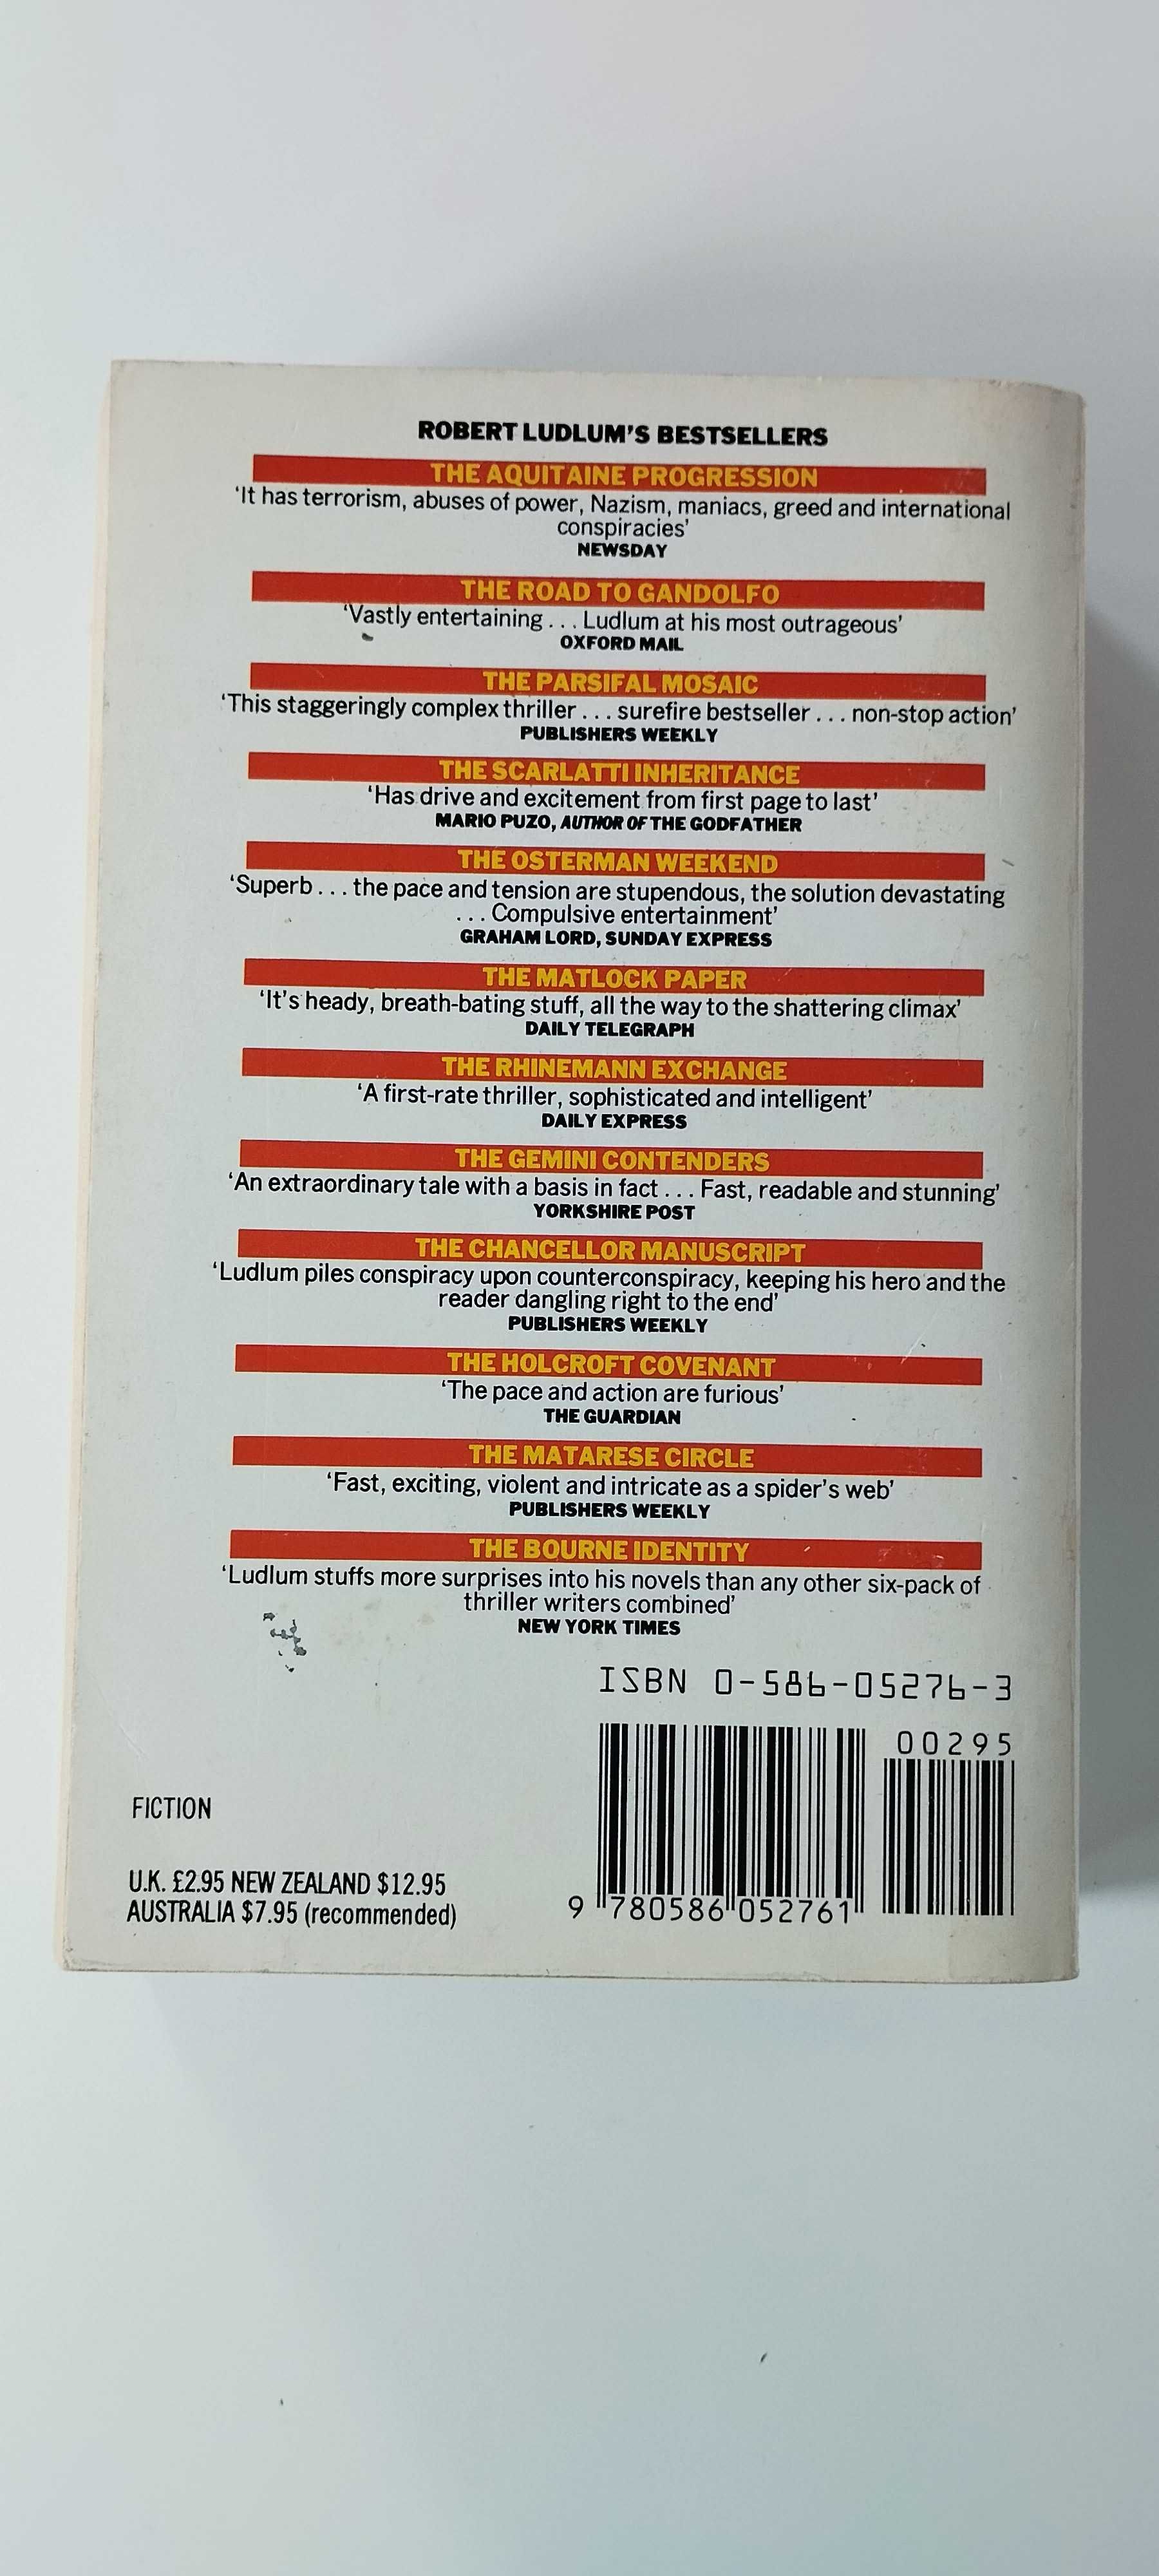 ROBERT LUDLUM'S BESTSELLERS
THE AQUITAINE PROGRESSION
'It has terrorism, abuses of power, Nazism, maniacs, greed and international
conspiracies'
NEWSDAY
THE ROAD TO GANDOLFO
'Vastly entertaining . . . Ludlum at his most outrageous'
OXFORD MAIL
THE PARSIFAL MOSAIC
'This staggeringly complex thriller . . . surefire bestseller . . . non-stop action'
PUBLISHERS WEEKLY
THE SCARLATTI INHERITANCE
'Has drive and excitement from first page to last'
MARIO PUZO, AUTHOR OF THE GODFATHER
THE OSTERMAN WEEKEND
'Superb . . . the pace and tension are stupendous, the solution devastating
. . . Compulsive entertainment'
GRAHAM LORD, SUNDAY EXPRESS
THE MATLOCK PAPER
'It's heady, breath-bating stuff, all the way to the shattering climax'
DAILY TELEGRAPH
THE RHINEMANN EXCHANGE
'A first-rate thriller, sophisticated and intelligent'
DAILY EXPRESS
THE GEMINI CONTENDERS
'An extraordinary tale with a basis in fact . . . Fast, readable and stunning'
YORKSHIRE POST
THE CHANCELLOR MANUSCRIPT
'Ludlum piles conspiracy upon counterconspiracy, keeping his hero and the
reader dangling right to the end'
PUBLISHERS WEEKLY
THE HOLCROFT COVENANT
'The pace and action are furious'
THE GUARDIAN
THE MATARESE CIRCLE
'Fast, exciting, violent and intricate as a spider's web'
PUBLISHERS WEEKLY
THE BOURNE IDENTITY
'Ludlum stuffs more surprises into his novels than any other six-pack of
thriller writers combined'
NEW YORK TIMES
ISBN 0-586-05276-3
00295
FICTION
U.K. £2.95 NEW ZEALAND $12.95
AUSTRALIA $7.95 (recommended)
9 780586 052761